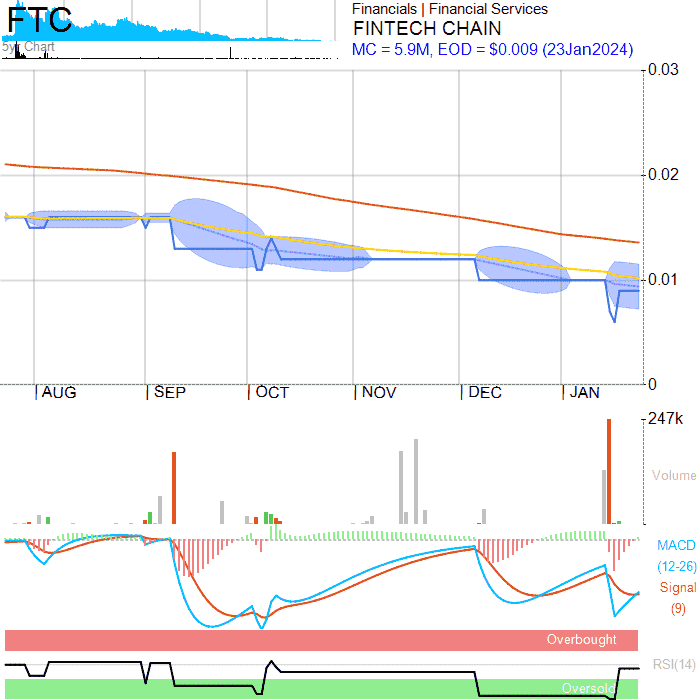 FTC
5yr Chart
Financials | Financial Services
FINTECH CHAIN
MC = 5.9M, EOD = $0.009 (23Jan2024)
0.03
0.02
0.01
0
AUG
SEP
OCT
NOV
DEC
JAN
247k
Volume
MACD
(12-26)
Signal
(9)
Overbought
RSI(14)
Oversold